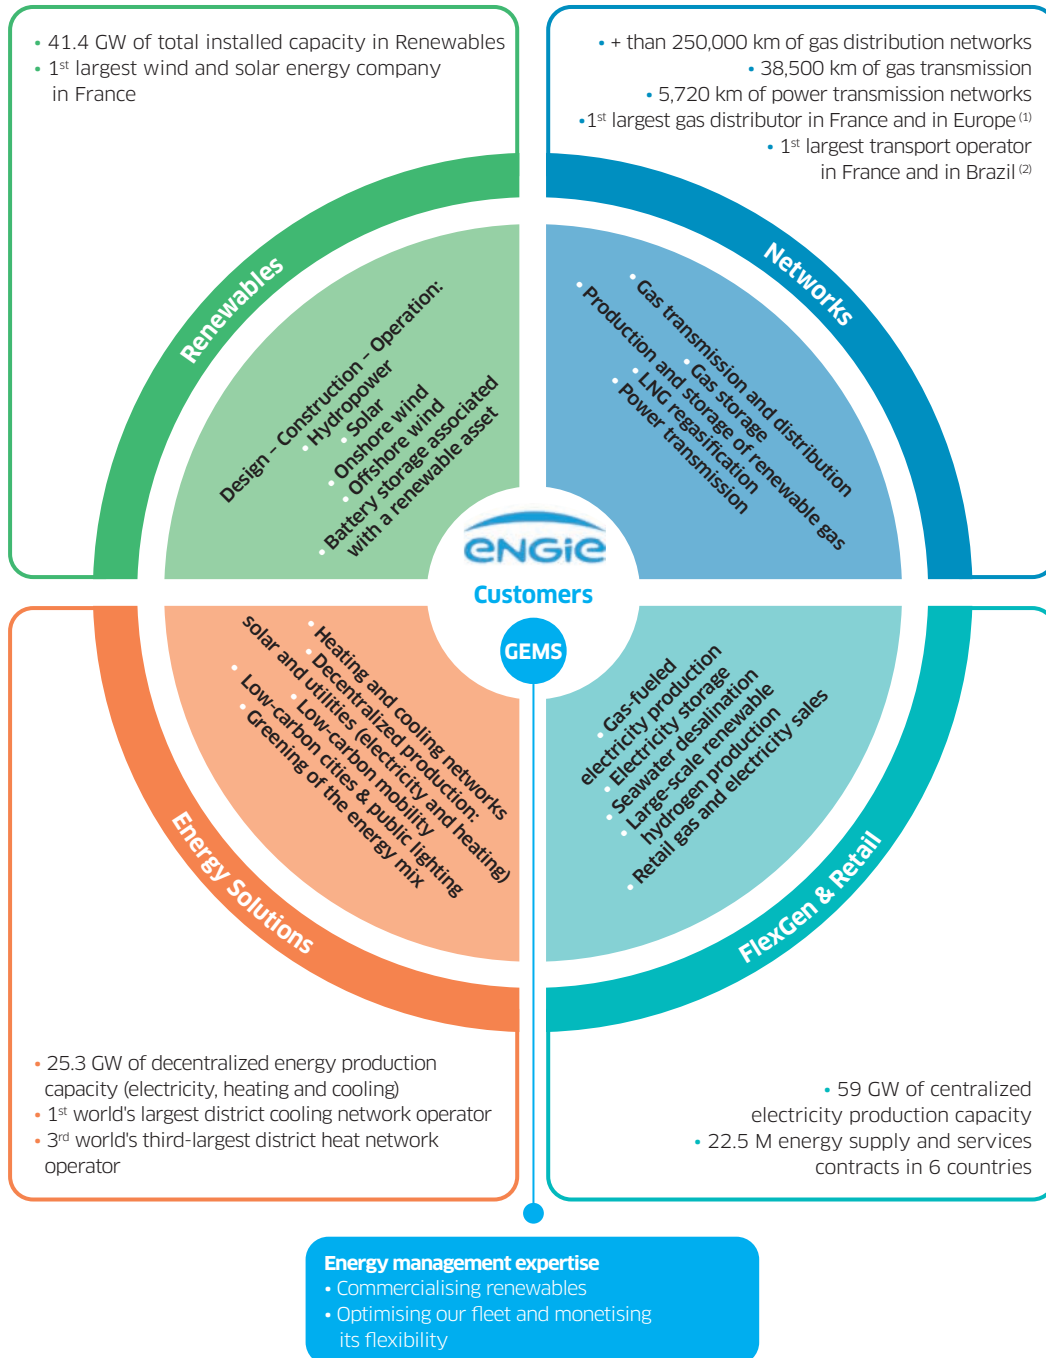 • 41.4 GW of total installed capacity in Renewables
• 1st largest wind and solar energy company
in France
• + than 250,000 km of gas distribution networks
• 38,500 km of gas transmission
• 5,720 km of power transmission networks
•1st largest gas distributor in France and in Europe (1)
• 1st largest transport operator
in France and in Brazil (2)
Renewables
Design – Construction – Operation:
• Hydropower
• Solar
• Onshore wind
• Offshore wind
• Battery storage associated
with a renewable asset
Networks
• Gas transmission and distribution
• Gas storage
• Production and storage of renewable gas
• LNG regasification
• Power transmission
ENGIE
Customers
GEMS
Energy Solutions
• Heating and cooling networks
• Decentralized production:
solar and utilities (electricity and heating)
• Low-carbon mobility
• Low-carbon cities & public lighting
• Greening of the energy mix
FlexGen & Retail
• Gas-fueled
electricity production
• Electricity storage
• Seawater desalination
• Large-scale renewable
hydrogen production
• Retail gas and electricity sales
• 25.3 GW of decentralized energy production
capacity (electricity, heating and cooling)
• 1st world's largest district cooling network operator
• 3rd world's third-largest district heat network
operator
• 59 GW of centralized
electricity production capacity
• 22.5 M energy supply and services
contracts in 6 countries
Energy management expertise
• Commercialising renewables
• Optimising our fleet and monetising
its flexibility